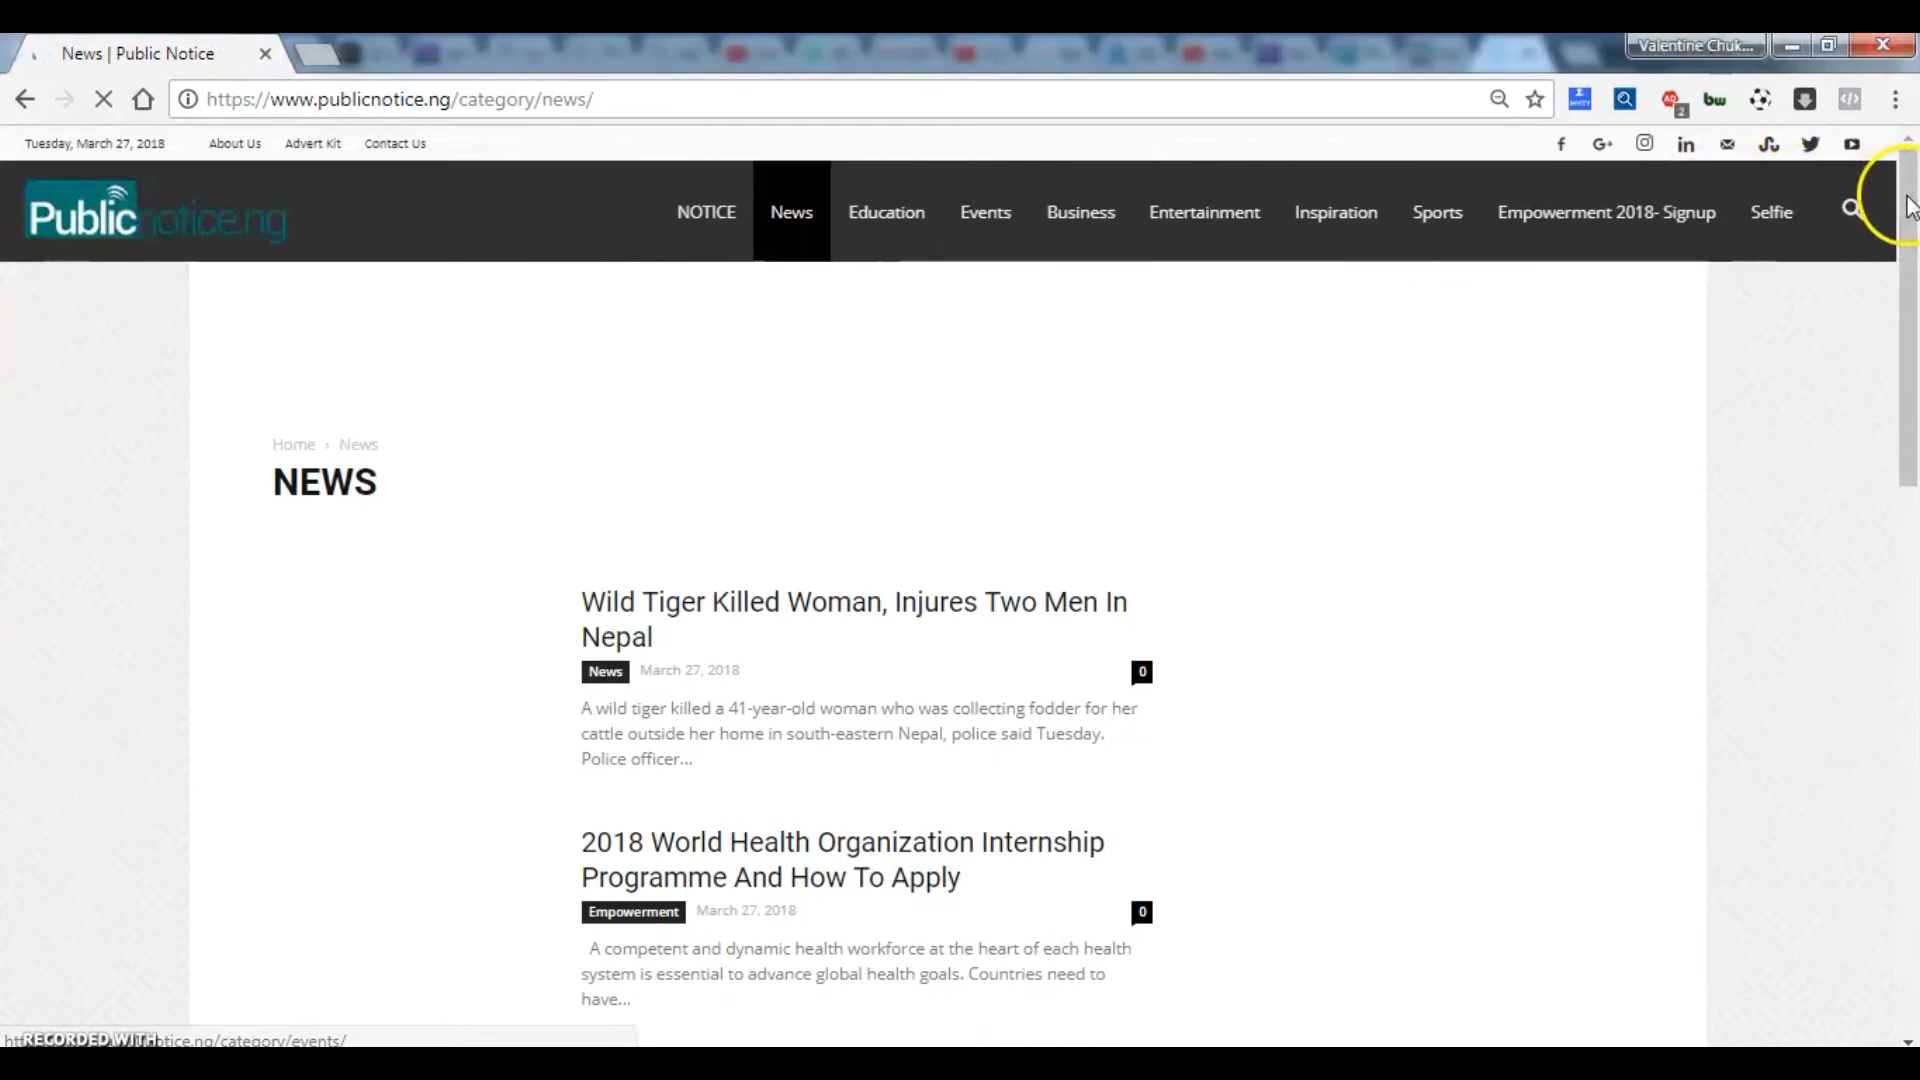 News | Public Notice
Valentine Chuk...
https://www.publicnotice.ng/category/news/
Tuesday, March 27, 2018 About Us Advert Kit Contact Us
Publicnotice.ng
NOTICE News Education Events Business Entertainment Inspiration Sports Empowerment 2018- Signup Selfie
Home › News
NEWS
Wild Tiger Killed Woman, Injures Two Men In
Nepal
News March 27, 2018 0
A wild tiger killed a 41-year-old woman who was collecting fodder for her
cattle outside her home in south-eastern Nepal, police said Tuesday.
Police officer...
2018 World Health Organization Internship
Programme And How To Apply
Empowerment March 27, 2018 0
A competent and dynamic health workforce at the heart of each health
system is essential to advance global health goals. Countries need to
have...
RECORDED WITH
otice.ng/category/events/